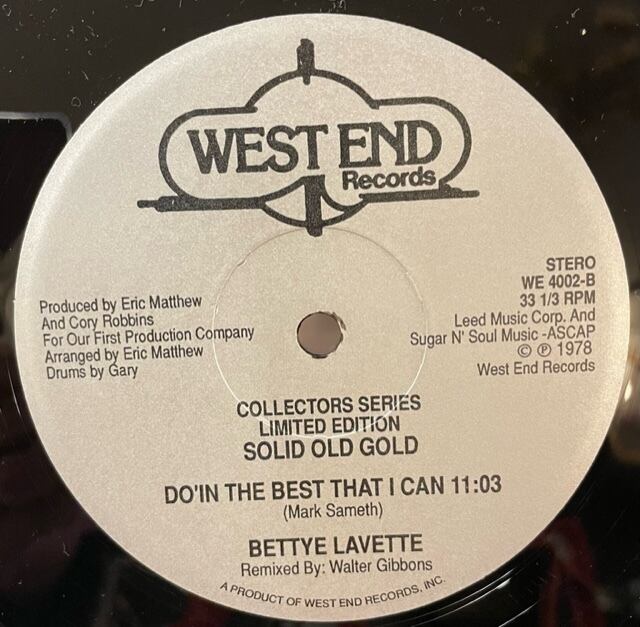 WEST END
Records
Produced by Eric Matthew
And Cory Robbins
For Our First Production Company
Arranged by Eric Matthew
Drums by Gary
STERO
WE 4002-B
33 1/3 RPM
Leed Music Corp. And
Sugar N' Soul Music -ASCAP
© ℗ 1978
West End Records
COLLECTORS SERIES
LIMITED EDITION
SOLID OLD GOLD
DO'IN THE BEST THAT I CAN 11:03
(Mark Sameth)
BETTYE LAVETTE
Remixed By: Walter Gibbons
A PRODUCT OF WEST END RECORDS, INC.